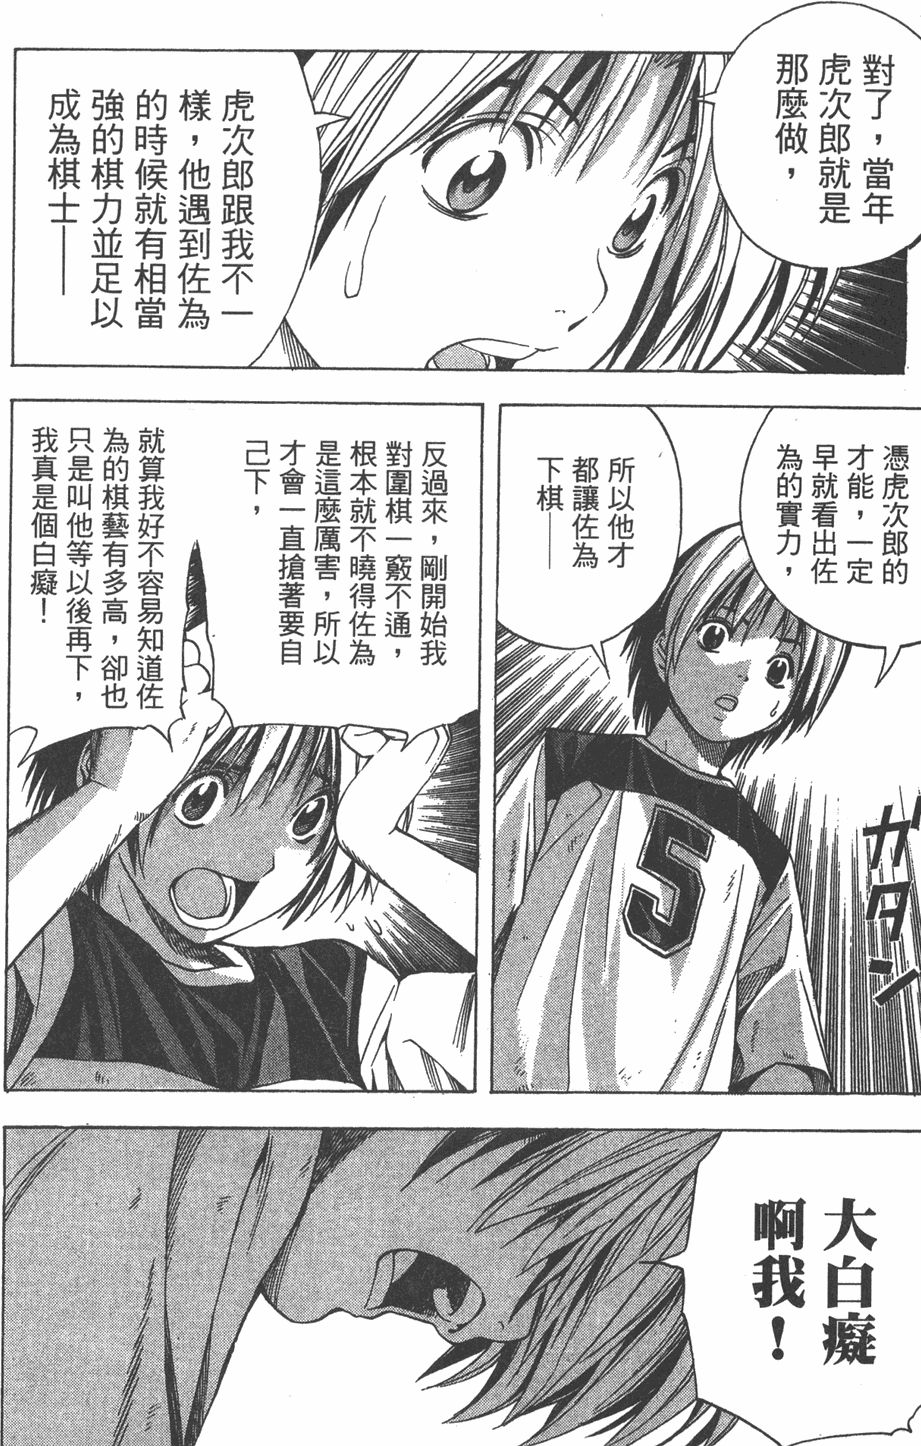 對了，當年
虎次郎就是
那麼做，
虎次郎跟我不一
樣，他遇到佐為
的時候就有相當
強的棋力並足以
成為棋士——
憑虎次郎的
才能，一定
早就看出佐
為的實力，
所以他才
都讓佐為
下棋——
ガタン
反過來，剛開始我
對圍棋一竅不通，
根本就不曉得佐為
是這麼厲害，所以
才會一直搶著要自
己下，
就算我好不容易知道佐
為的棋藝有多高，卻也
只是叫他等以後再下，
我真是個白癡！
5
大白癡
啊我！